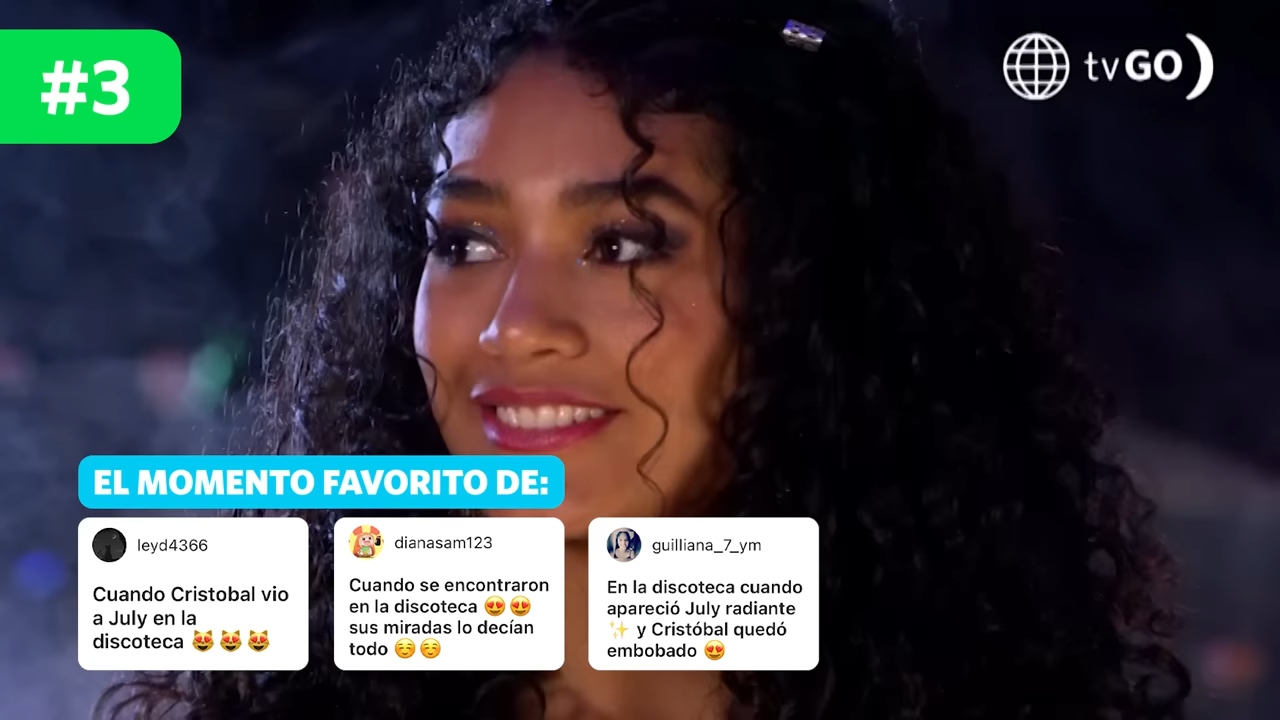 #3
tvGO
EL MOMENTO FAVORITO DE:
leyd4366
Cuando Cristobal vio
a July en la
discoteca 😻😻😻
dianasam123
Cuando se encontraron
en la discoteca 😍😍
sus miradas lo decían
todo ☺️☺️
guilliana_7_ym
En la discoteca cuando
apareció July radiante
✨ y Cristóbal quedó
embobado 😍